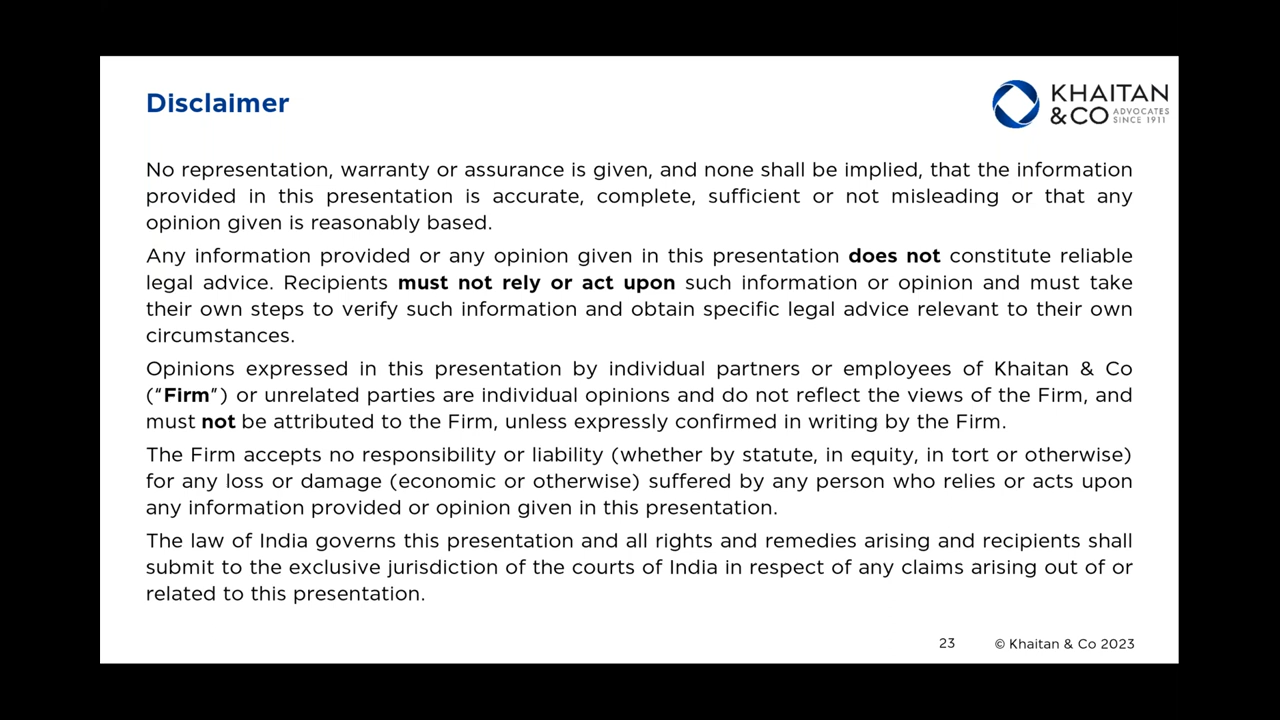 Disclaimer
KHAITAN
&CO ADVOCATES
SINCE 1911
No representation, warranty or assurance is given, and none shall be implied, that the information
provided in this presentation is accurate, complete, sufficient or not misleading or that any
opinion given is reasonably based.
Any information provided or any opinion given in this presentation does not constitute reliable
legal advice. Recipients must not rely or act upon such information or opinion and must take
their own steps to verify such information and obtain specific legal advice relevant to their own
circumstances.
Opinions expressed in this presentation by individual partners or employees of Khaitan & Co
(“Firm”) or unrelated parties are individual opinions and do not reflect the views of the Firm, and
must not be attributed to the Firm, unless expressly confirmed in writing by the Firm.
The Firm accepts no responsibility or liability (whether by statute, in equity, in tort or otherwise)
for any loss or damage (economic or otherwise) suffered by any person who relies or acts upon
any information provided or opinion given in this presentation.
The law of India governs this presentation and all rights and remedies arising and recipients shall
submit to the exclusive jurisdiction of the courts of India in respect of any claims arising out of or
related to this presentation.
23 © Khaitan & Co 2023